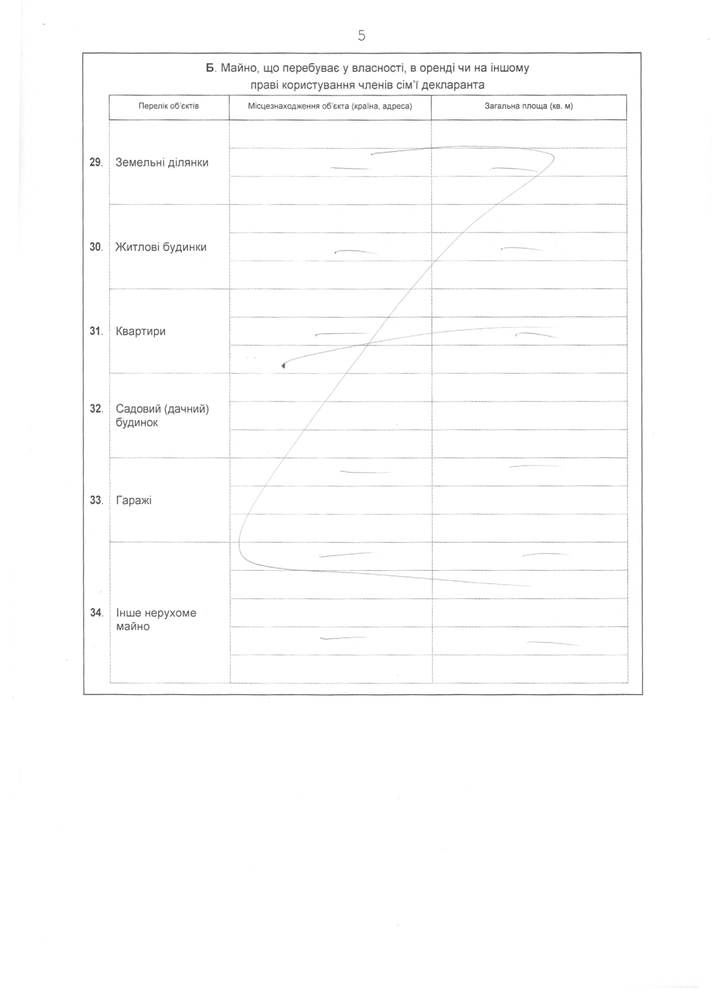 5
Б. Майно, що перебуває у власності, в оренді чи на іншому
праві користування членів сім'ї декларанта
Перелік об'єктів Місцезнаходження об'єкта (країна, адреса) Загальна площа (кв. м)
29. Земельні ділянки — —
30. Житлові будинки — —
31. Квартири — —
32. Садовий (дачний)
будинок
— —
33. Гаражі
— —
34. Інше нерухоме
майно
— —